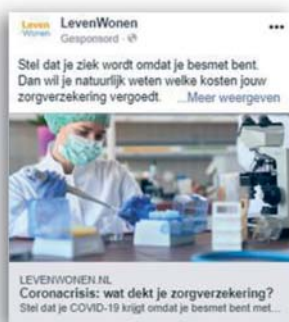 Leven
Wonen
LevenWonen
Gesponsord ·
Stel dat je ziek wordt omdat je besmet bent.
Dan wil je natuurlijk weten welke kosten jouw
zorgverzekering vergoedt. ...Meer weergeven
LEVENWONEN.NL
Coronacrisis: wat dekt je zorgverzekering?
Stel dat je COVID-19 krijgt omdat je besmet bent met...